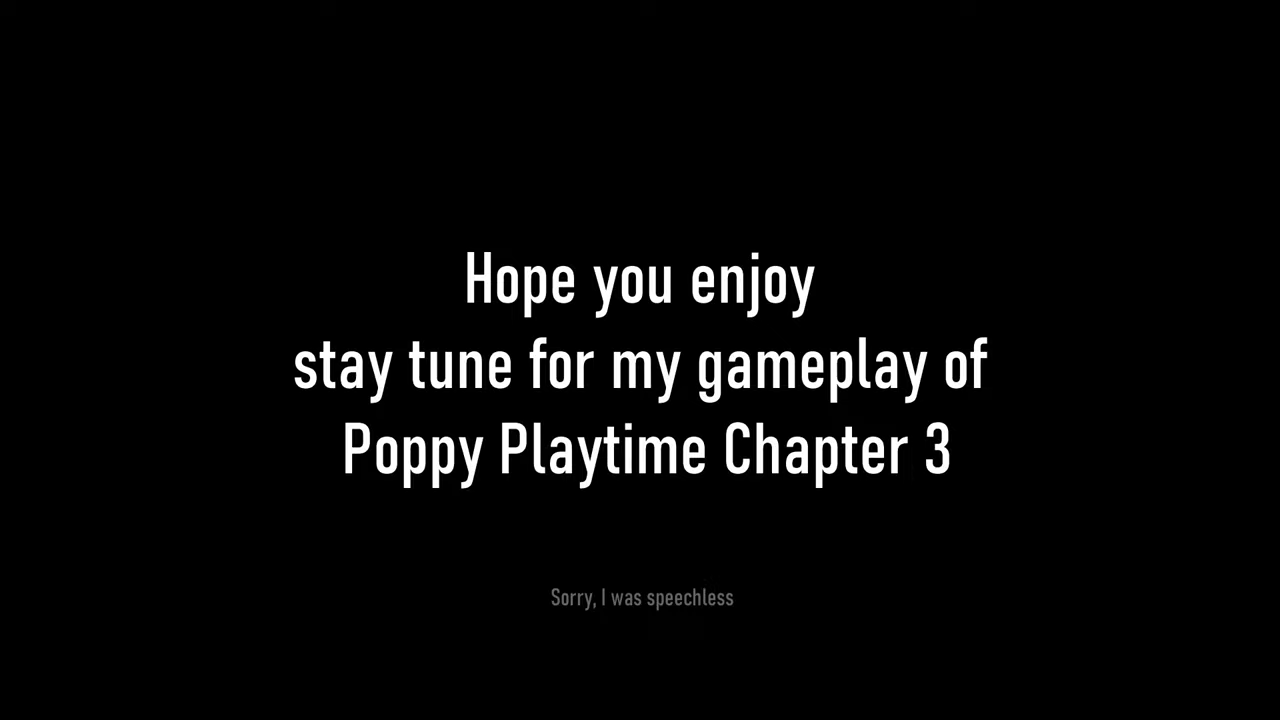 Hope you enjoy
stay tune for my gameplay of
Poppy Playtime Chapter 3
Sorry, I was speechless